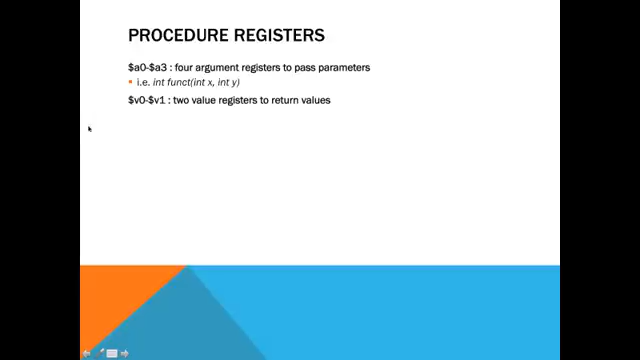 PROCEDURE REGISTERS
$a0-$a3 : four argument registers to pass parameters
i.e. int funct(int x, int y)
$v0-$v1 : two value registers to return values